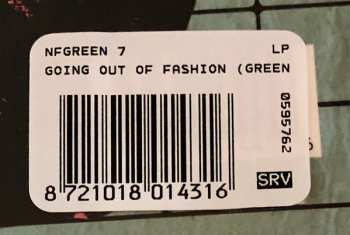 NFGREEN 7 LP
GOING OUT OF FASHION (GREEN
0595762
8 721018 014316
SRV